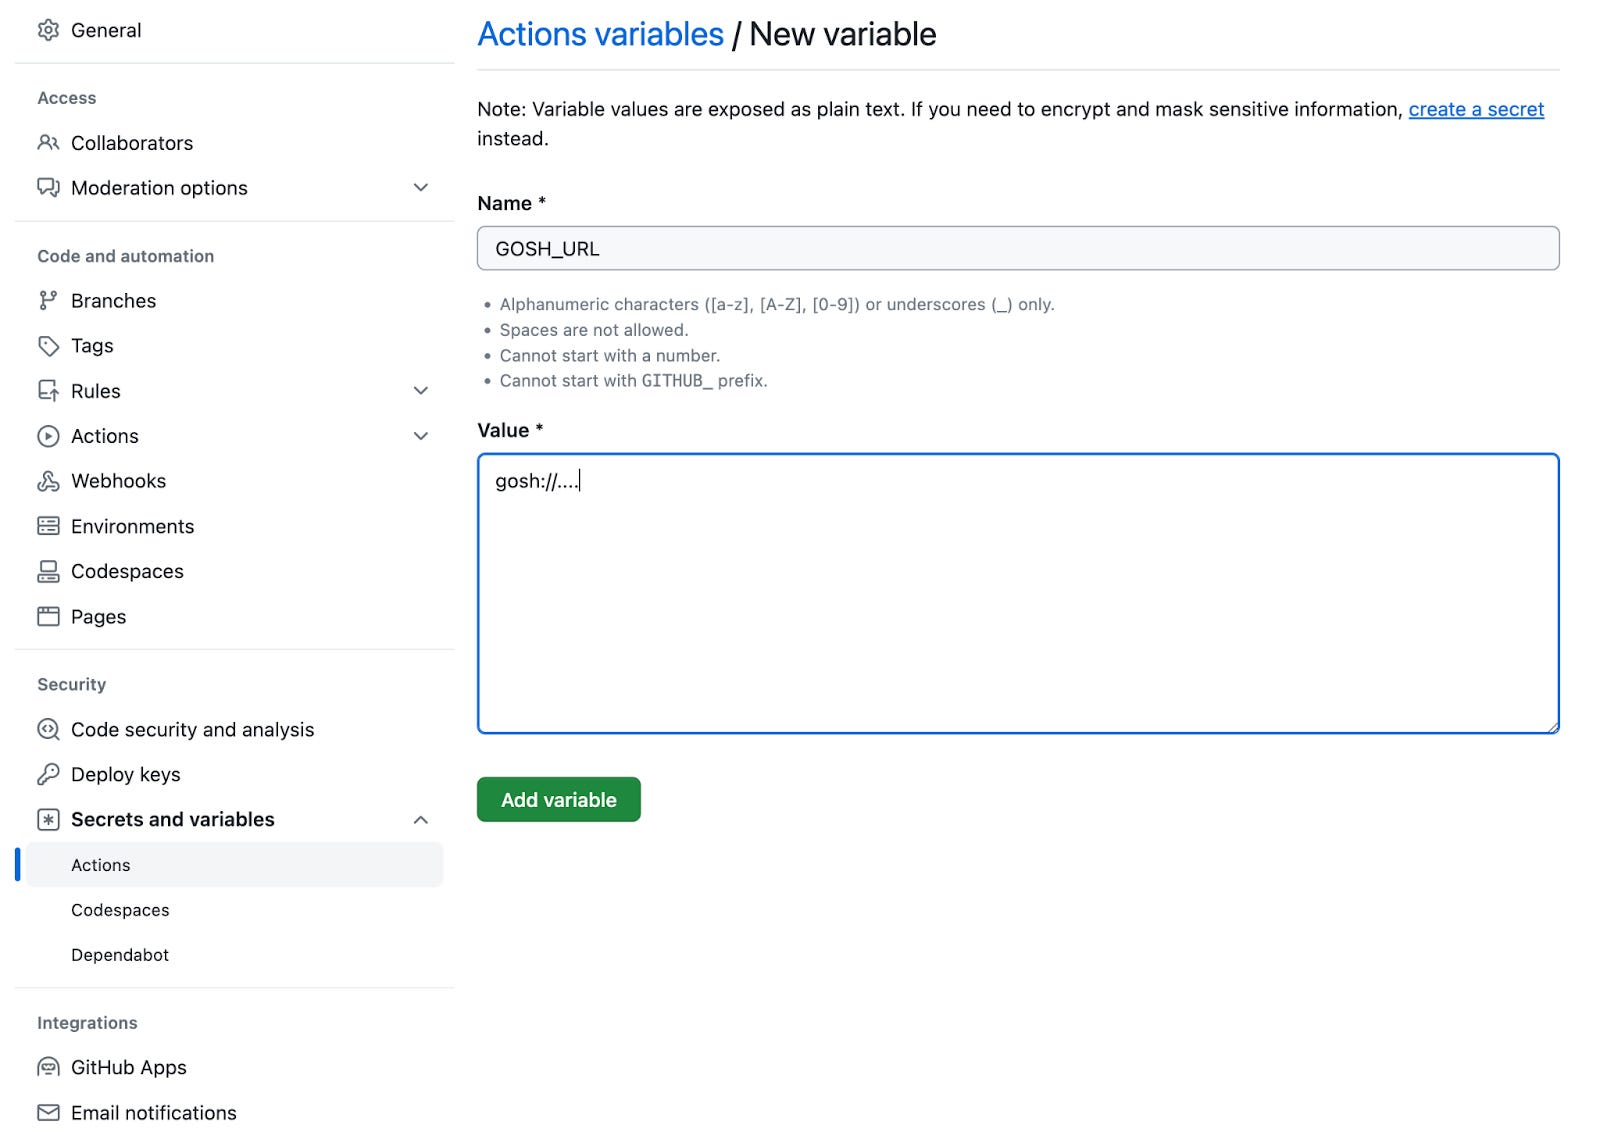 General
Access
Collaborators
Moderation options
Code and automation
Branches
Tags
Rules
Actions
Webhooks
Environments
Codespaces
Pages
Security
Code security and analysis
Deploy keys
Secrets and variables
Actions
Codespaces
Dependabot
Integrations
GitHub Apps
Email notifications
Actions variables / New variable
Note: Variable values are exposed as plain text. If you need to encrypt and mask sensitive information, create a secret
instead.
Name *
GOSH_URL
• Alphanumeric characters ([a-z], [A-Z], [0-9]) or underscores (_) only.
• Spaces are not allowed.
• Cannot start with a number.
• Cannot start with GITHUB_ prefix.
Value *
gosh://....
Add variable